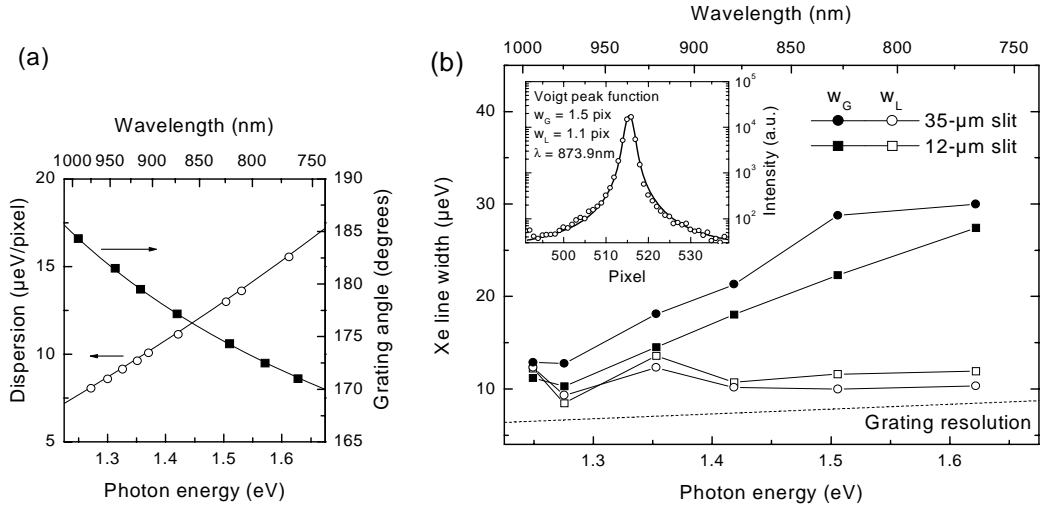 (a)
Wavelength (nm)
1000 950 900 850 800 750
20 190
15 185
180
10 175
170
5 165
Dispersion (μeV/pixel)
Grating angle (degrees)
1.3 1.4 1.5 1.6
Photon energy (eV)
(b)
Wavelength (nm)
1000 950 900 850 800 750
40
30
20
10
Xe line width (μeV)
Voigt peak function
w_G = 1.5 pix
w_L = 1.1 pix
λ = 873.9nm
10^5
10^4
10^3
10^2
Intensity (a.u.)
500 510 520 530
Pixel
w_G w_L
35-μm slit
12-μm slit
Grating resolution
1.3 1.4 1.5 1.6
Photon energy (eV)